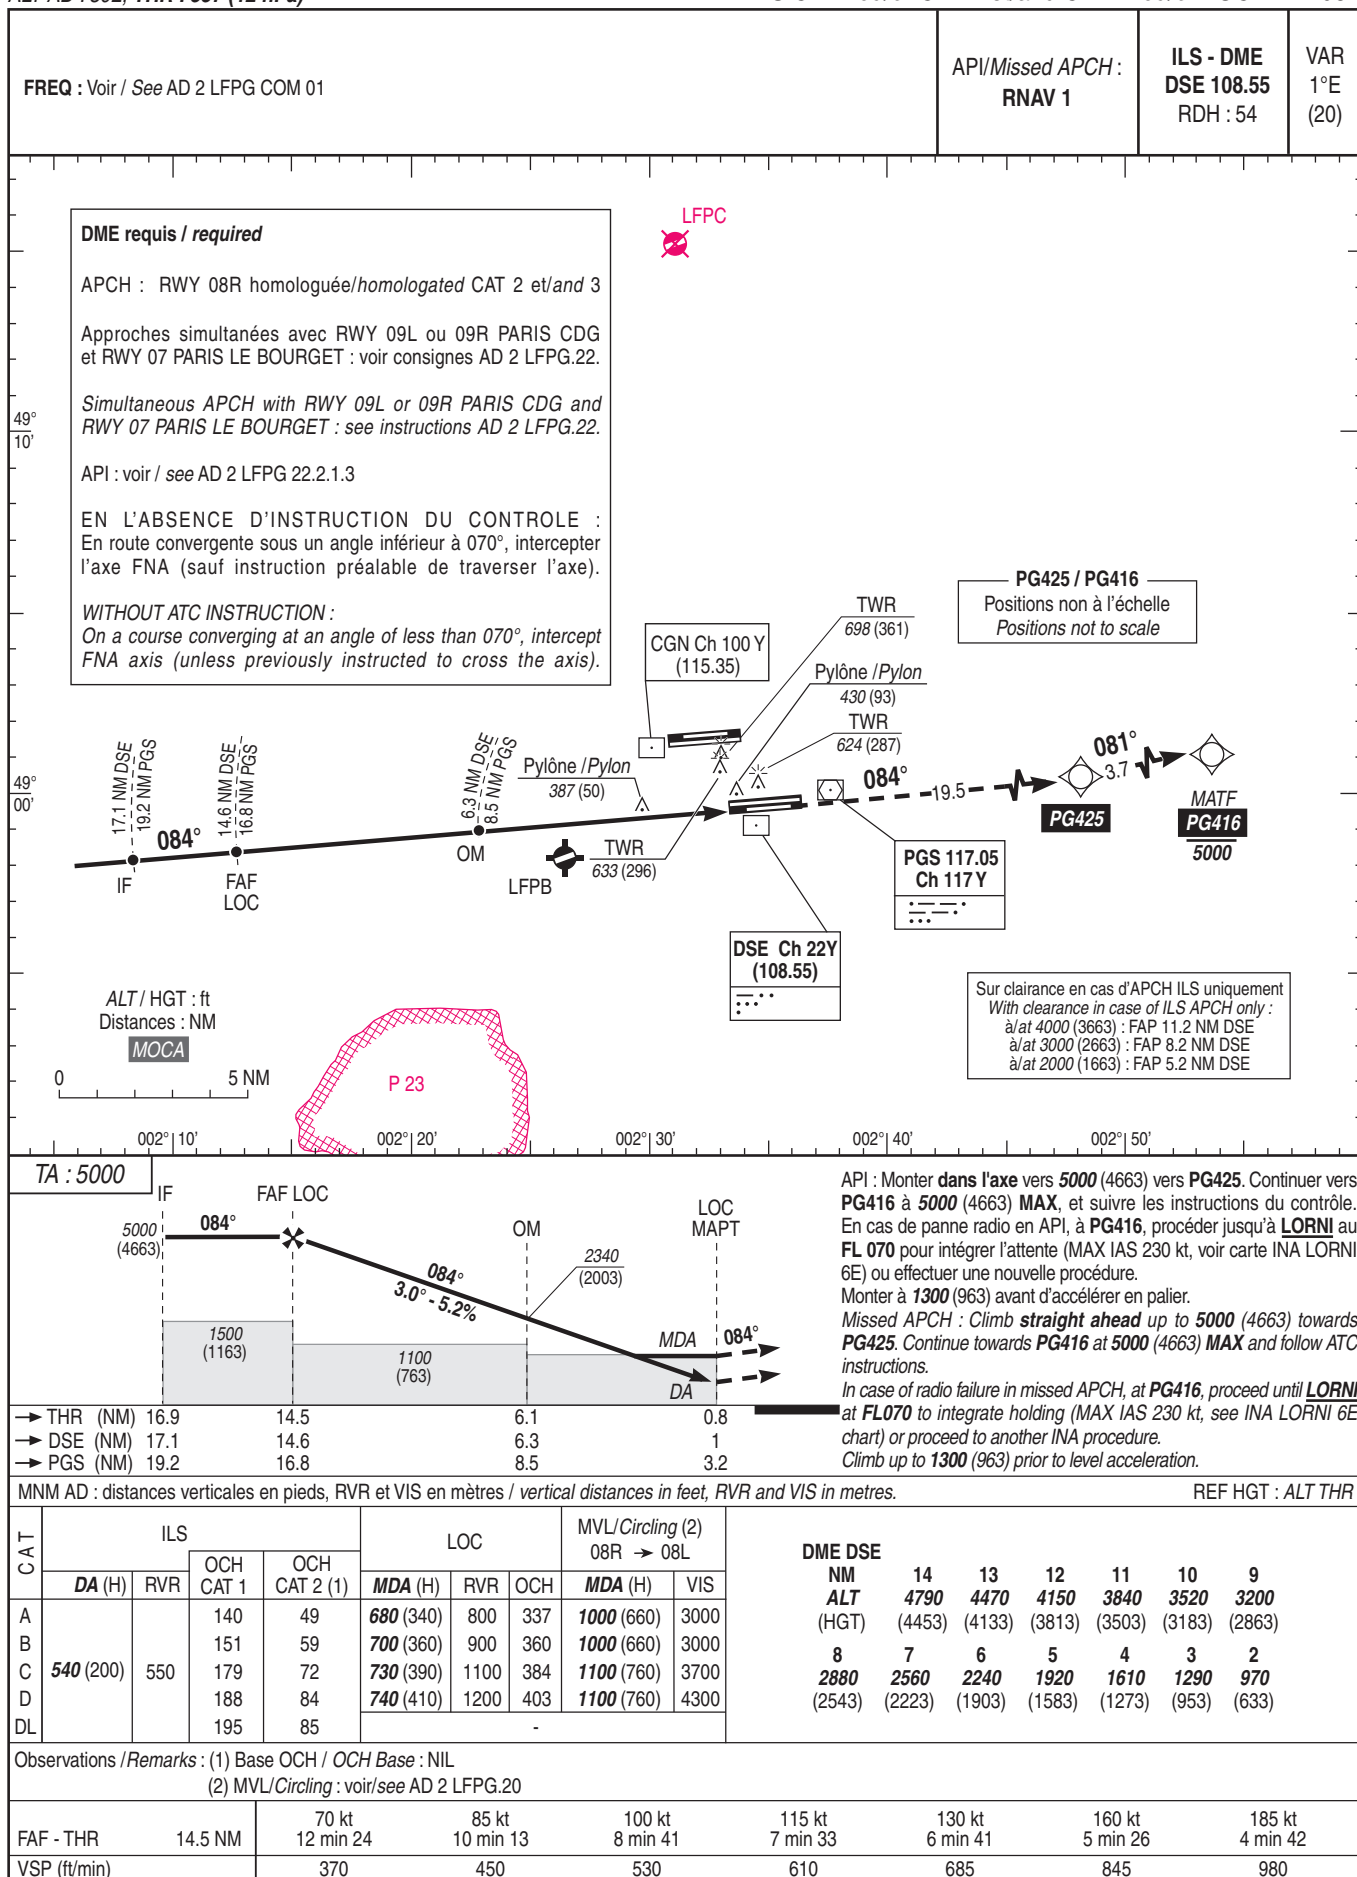 FREQ : Voir / See AD 2 LFPG COM 01
API/Missed APCH :
RNAV 1
ILS - DME
DSE 108.55
RDH : 54
VAR
1°E
(20)
LFPC
DME requis / required
APCH : RWY 08R homologuée/homologated CAT 2 et/and 3
Approches simultanées avec RWY 09L ou 09R PARIS CDG
et RWY 07 PARIS LE BOURGET : voir consignes AD 2 LFPG.22.
Simultaneous APCH with RWY 09L or 09R PARIS CDG and
RWY 07 PARIS LE BOURGET : see instructions AD 2 LFPG.22.
API : voir / see AD 2 LFPG 22.2.1.3
EN L'ABSENCE D'INSTRUCTION DU CONTROLE :
En route convergente sous un angle inférieur à 070°, intercepter
l'axe FNA (sauf instruction préalable de traverser l'axe).
WITHOUT ATC INSTRUCTION :
On a course converging at an angle of less than 070°, intercept
FNA axis (unless previously instructed to cross the axis).
49°
10'
PG425 / PG416
Positions non à l'échelle
Positions not to scale
TWR
698 (361)
CGN Ch 100 Y
(115.35)
Pylône /Pylon
430 (93)
TWR
624 (287)
Pylône /Pylon
387 (50)
49°
00'
17.1 NM DSE
19.2 NM PGS
14.6 NM DSE
16.8 NM PGS
6.3 NM DSE
8.5 NM PGS
084°
IF
FAF
LOC
OM
LFPB
TWR
633 (296)
084°
19.5
081°
3.7
PG425
MATF
PG416
5000
PGS 117.05
Ch 117 Y
DSE Ch 22Y
(108.55)
ALT / HGT : ft
Distances : NM
MOCA
0 5 NM
P 23
Sur clairance en cas d'APCH ILS uniquement
With clearance in case of ILS APCH only :
à/at 4000 (3663) : FAP 11.2 NM DSE
à/at 3000 (2663) : FAP 8.2 NM DSE
à/at 2000 (1663) : FAP 5.2 NM DSE
002° 10' 002° 20' 002° 30' 002° 40' 002° 50'
TA : 5000
IF FAF LOC OM LOC
MAPT
5000
(4663)
084°
084°
3.0° - 5.2%
2340
(2003)
1500
(1163)
1100
(763)
MDA
084°
DA
THR (NM) 16.9 14.5 6.1 0.8
DSE (NM) 17.1 14.6 6.3 1
PGS (NM) 19.2 16.8 8.5 3.2
API : Monter dans l'axe vers 5000 (4663) vers PG425. Continuer vers
PG416 à 5000 (4663) MAX, et suivre les instructions du contrôle.
En cas de panne radio en API, à PG416, procéder jusqu'à LORNI au
FL 070 pour intégrer l'attente (MAX IAS 230 kt, voir carte INA LORNI
6E) ou effectuer une nouvelle procédure.
Monter à 1300 (963) avant d'accélérer en palier.
Missed APCH : Climb straight ahead up to 5000 (4663) towards
PG425. Continue towards PG416 at 5000 (4663) MAX and follow ATC
instructions.
In case of radio failure in missed APCH, at PG416, proceed until LORNI
at FL070 to integrate holding (MAX IAS 230 kt, see INA LORNI 6E
chart) or proceed to another INA procedure.
Climb up to 1300 (963) prior to level acceleration.
MNM AD : distances verticales en pieds, RVR et VIS en mètres / vertical distances in feet, RVR and VIS in metres. REF HGT : ALT THR
CAT ILS LOC MVL/Circling (2)
08R → 08L
DA (H) RVR OCH CAT 1 OCH CAT 2 (1) MDA (H) RVR OCH MDA (H) VIS
A 140 49 680 (340) 800 337 1000 (660) 3000
B 151 59 700 (360) 900 360 1000 (660) 3000
C 540 (200) 550 179 72 730 (390) 1100 384 1100 (760) 3700
D 188 84 740 (410) 1200 403 1100 (760) 4300
DL 195 85 -
DME DSE
NM 14 13 12 11 10 9
ALT 4790 4470 4150 3840 3520 3200
(HGT) (4453) (4133) (3813) (3503) (3183) (2863)
8 7 6 5 4 3 2
2880 2560 2240 1920 1610 1290 970
(2543) (2223) (1903) (1583) (1273) (953) (633)
Observations /Remarks : (1) Base OCH / OCH Base : NIL
(2) MVL/Circling : voir/see AD 2 LFPG.20
70 kt 85 kt 100 kt 115 kt 130 kt 160 kt 185 kt
FAF - THR 14.5 NM 12 min 24 10 min 13 8 min 41 7 min 33 6 min 41 5 min 26 4 min 42
VSP (ft/min) 370 450 530 610 685 845 980